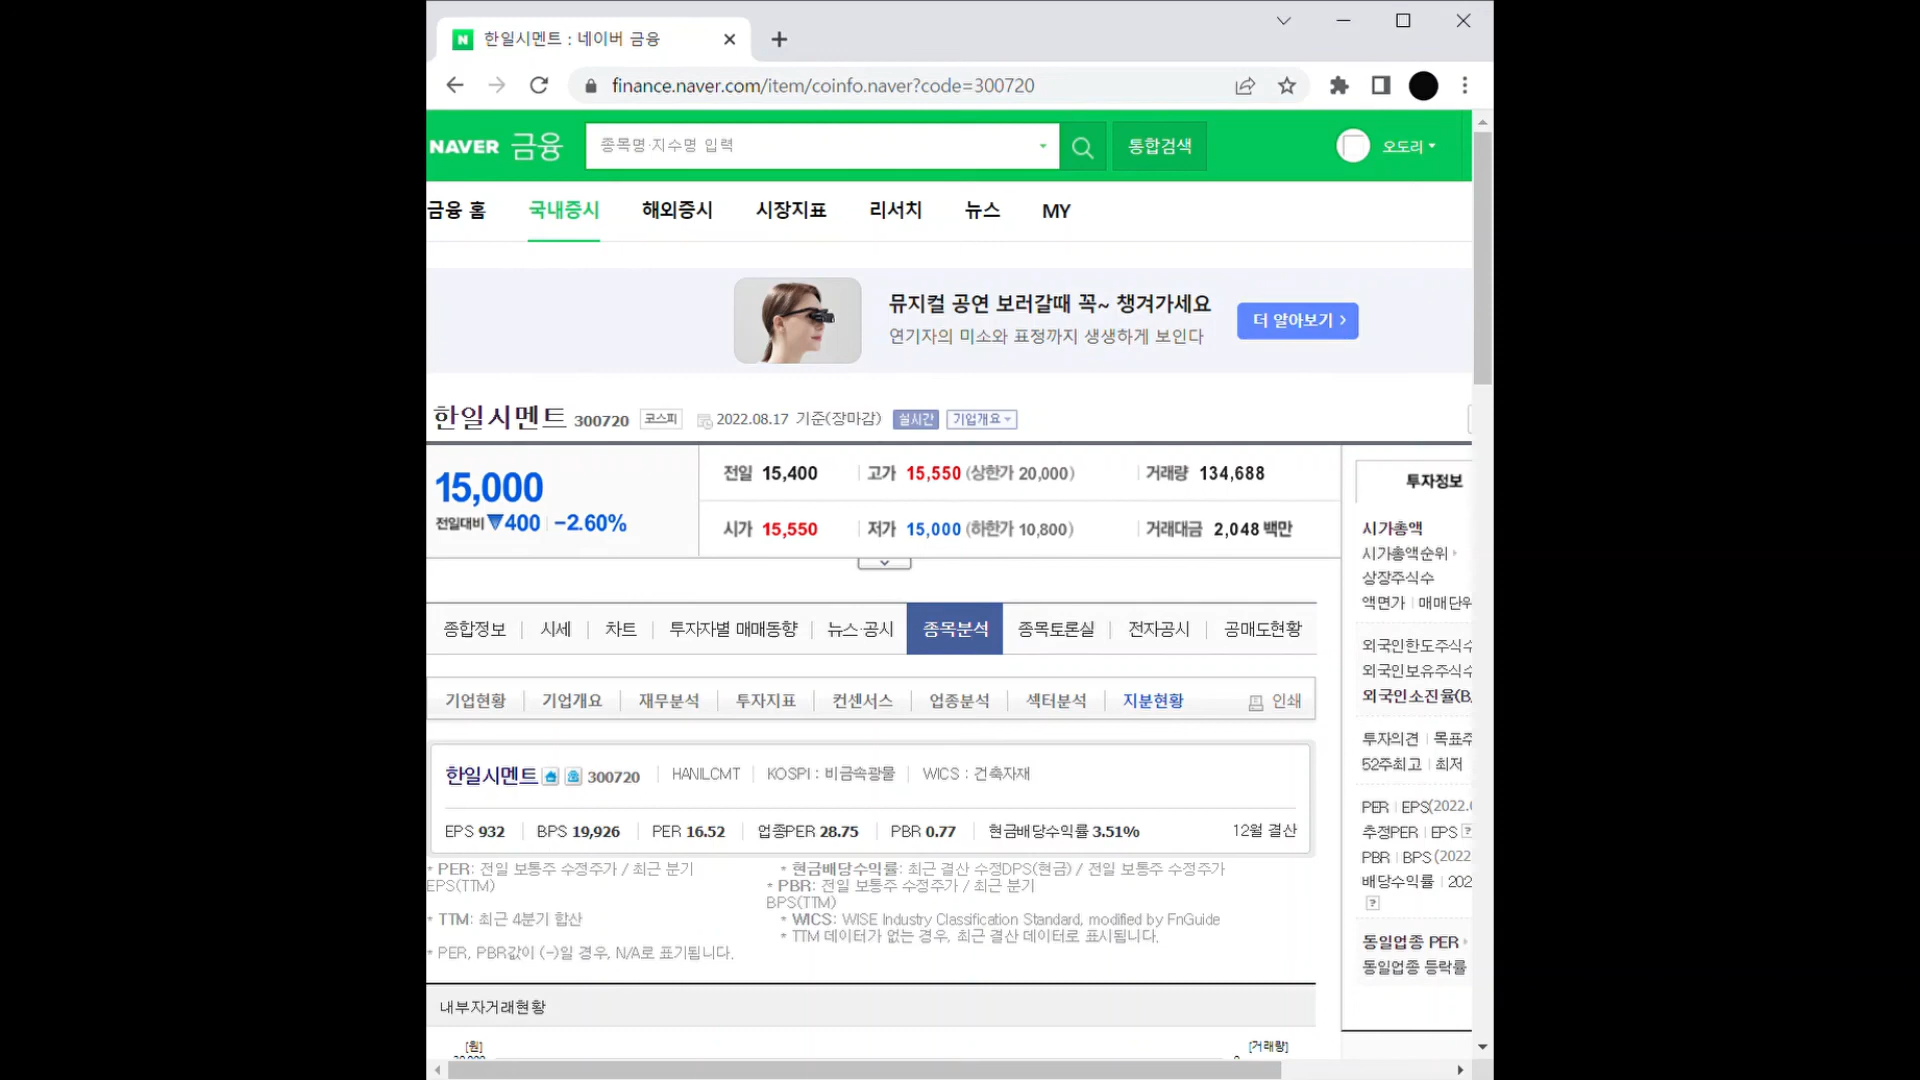 한일시멘트 : 네이버 금융
finance.naver.com/item/coinfo.naver?code=300720
NAVER 금융 종목명·지수명 입력 통합검색 오도리
금융 홈 국내증시 해외증시 시장지표 리서치 뉴스 MY
뮤지컬 공연 보러갈때 꼭~ 챙겨가세요
연기자의 미소와 표정까지 생생하게 보인다
더 알아보기 >
한일시멘트 300720 코스피 2022.08.17 기준(장마감) 실시간 기업개요
15,000
전일대비 ▼400 -2.60%
전일 15,400 고가 15,550 (상한가 20,000) 거래량 134,688
시가 15,550 저가 15,000 (하한가 10,800) 거래대금 2,048 백만
종합정보 시세 차트 투자자별 매매동향 뉴스·공시 종목분석 종목토론실 전자공시 공매도현황
기업현황 기업개요 재무분석 투자지표 컨센서스 업종분석 섹터분석 지분현황 인쇄
한일시멘트 300720 HANILCMT KOSPI : 비금속광물 WICS : 건축자재
EPS 932 BPS 19,926 PER 16.52 업종PER 28.75 PBR 0.77 현금배당수익률 3.51% 12월 결산
* PER: 전일 보통주 수정주가 / 최근 분기
EPS(TTM)
* 현금배당수익률: 최근 결산 수정DPS(현금) / 전일 보통주 수정주가
* PBR: 전일 보통주 수정주가 / 최근 분기
BPS(TTM)
* TTM: 최근 4분기 합산
* WICS: WISE Industry Classification Standard, modified by FnGuide
* TTM 데이터가 없는 경우, 최근 결산 데이터로 표시됩니다.
* PER, PBR값이 (-)일 경우, N/A로 표기됩니다.
내부자거래현황
[원] [거래량]
투자정보
시가총액
시가총액순위
상장주식수
액면가 매매단위
외국인한도주식수
외국인보유주식수
외국인소진율(B
투자의견 목표주
52주최고 최저
PER EPS(2022.
추정PER EPS ?
PBR BPS (2022
배당수익률 202
?
동일업종 PER
동일업종 등락률